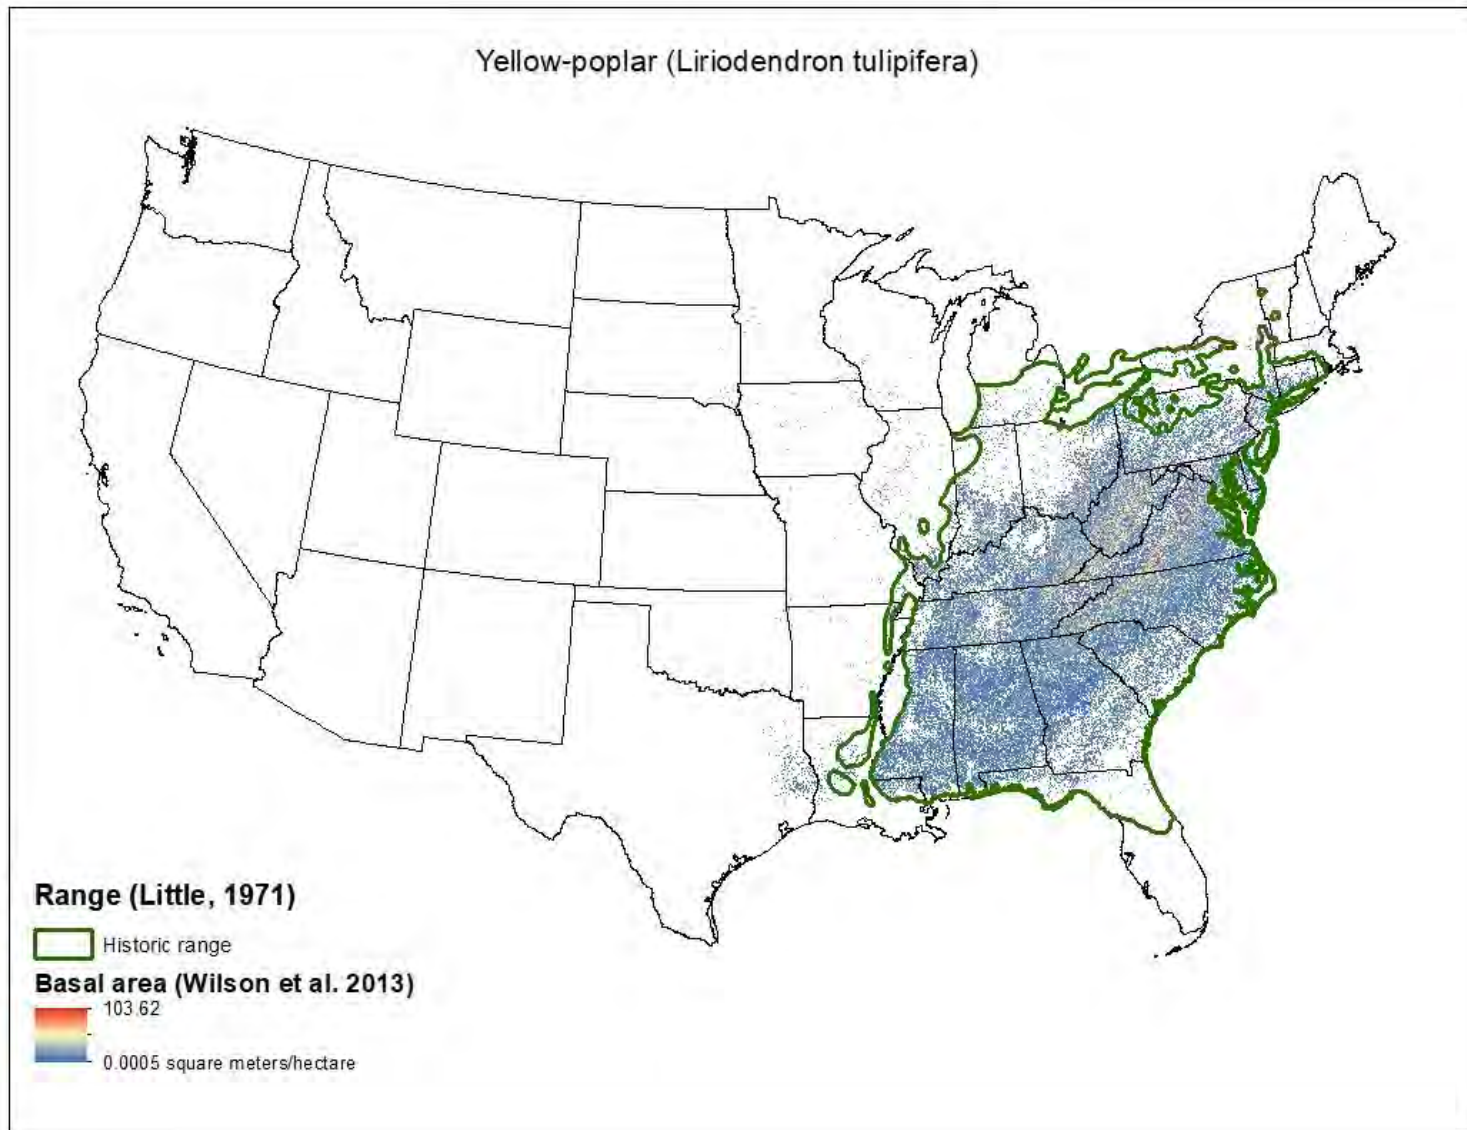 Yellow-poplar (Liriodendron tulipifera)
Range (Little, 1971)
Historic range
Basal area (Wilson et al. 2013)
103.62
0.0005 square meters/hectare